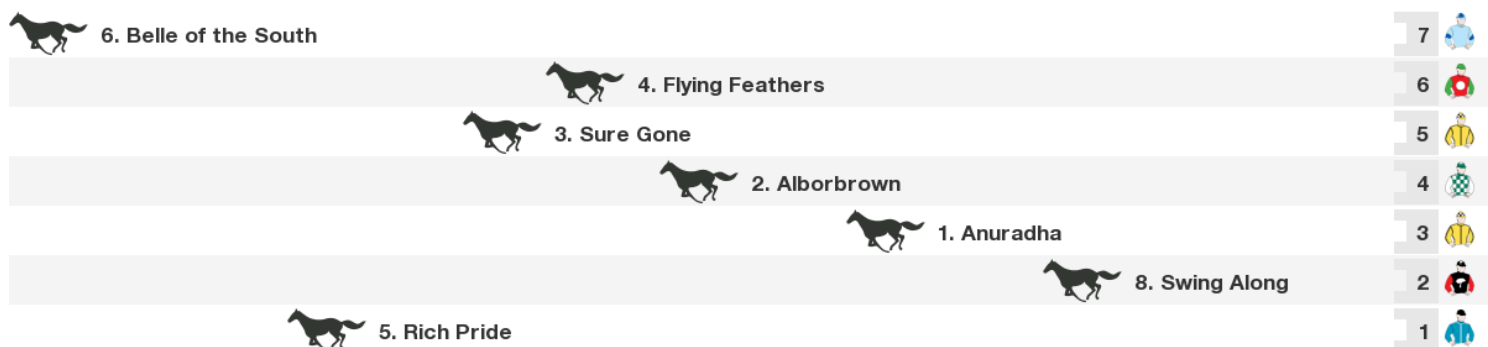 6. Belle of the South 7
4. Flying Feathers 6
3. Sure Gone 5
2. Alborbrown 4
1. Anuradha 3
8. Swing Along 2
5. Rich Pride 1